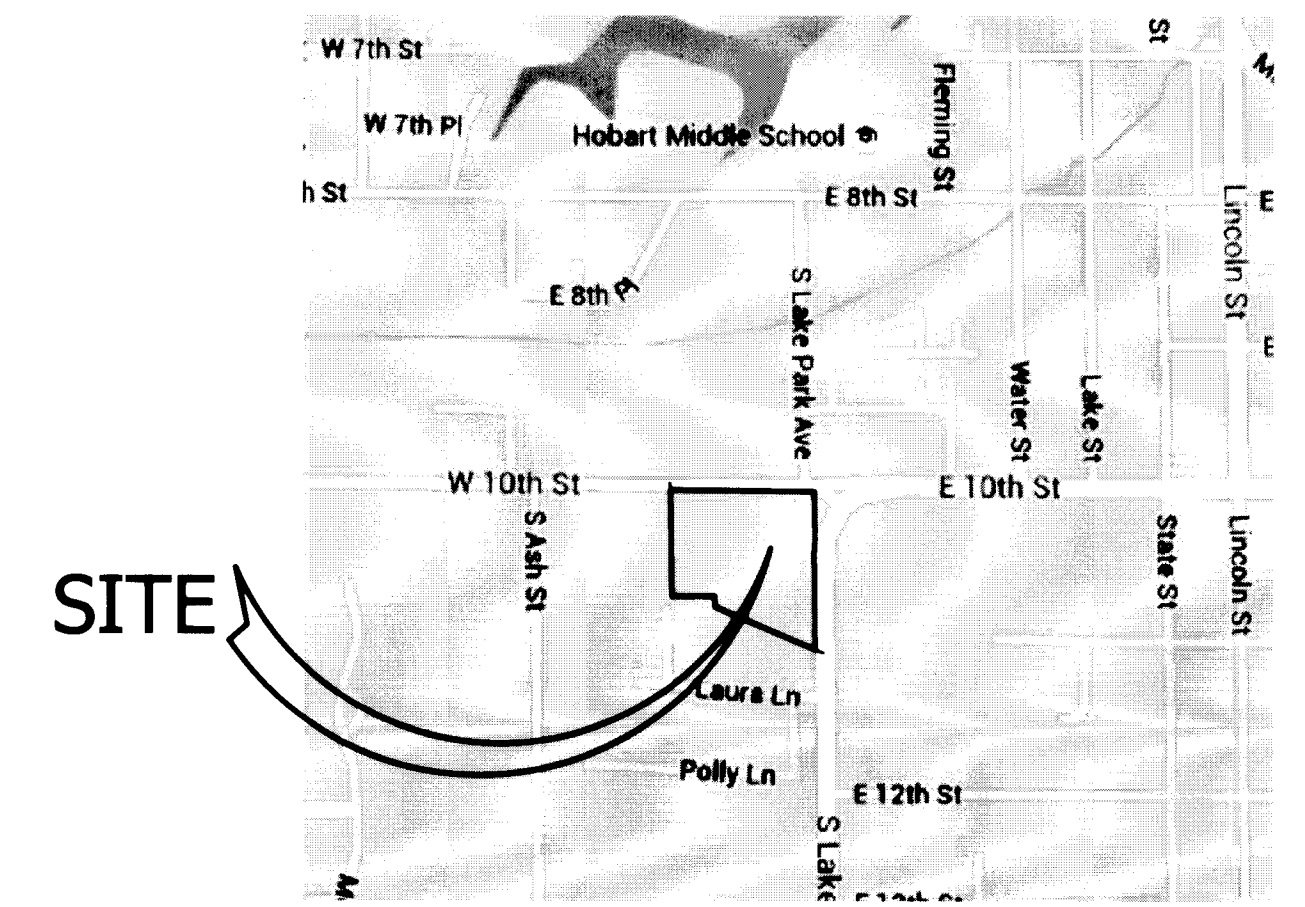 St
W 7th St
M
Fleming St
W 7th Pl
Hobart Middle School
h St
E 8th St
E
Lincoln St
E 8th Pl
S Lake Park Ave
E
Water St
Lake St
W 10th St
E 10th St
S Ash St
State St
Lincoln St
SITE
Laura Ln
Polly Ln
E 12th St
S Lake
M